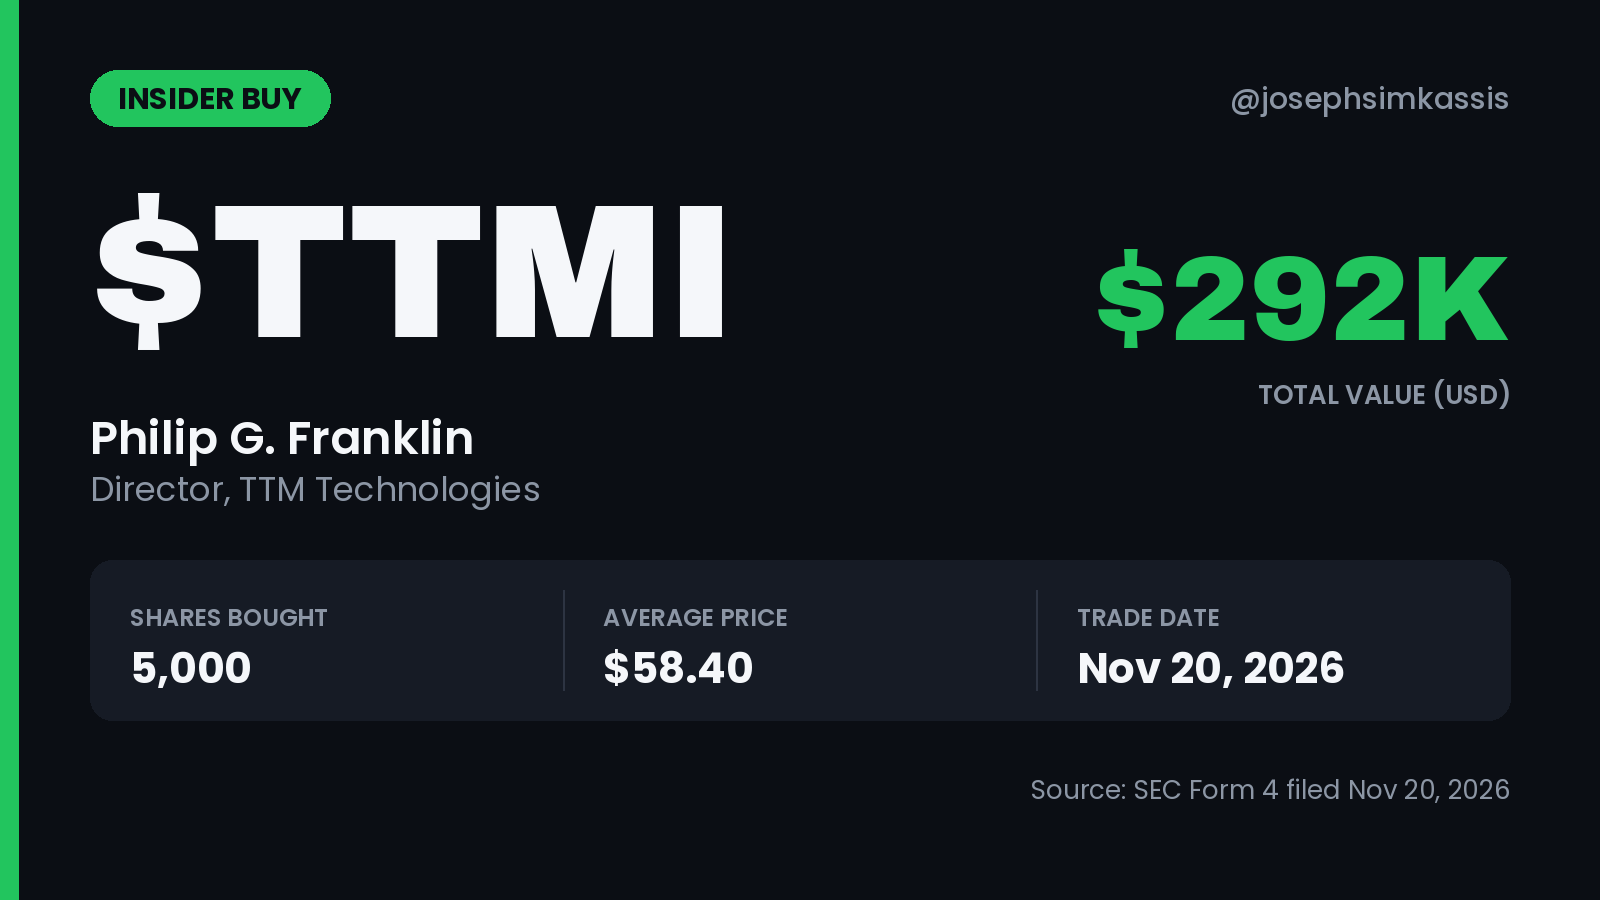 INSIDER BUY
@josephsimkassis
$TTMI
$292K
TOTAL VALUE (USD)
Philip G. Franklin
Director, TTM Technologies
SHARES BOUGHT
5,000
AVERAGE PRICE
$58.40
TRADE DATE
Nov 20, 2026
Source: SEC Form 4 filed Nov 20, 2026